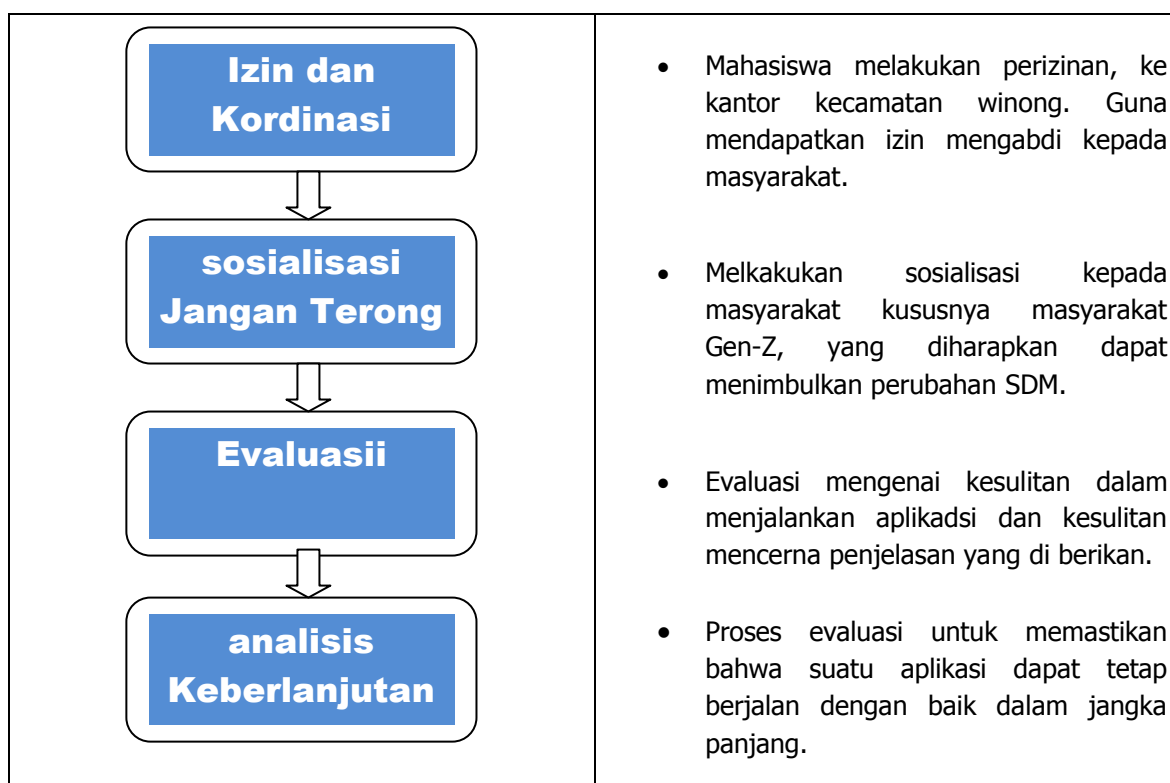 Izin dan
Kordinasi
• Mahasiswa melakukan perizinan, ke
kantor kecamatan winong. Guna
mendapatkan izin mengabdi kepada
masyarakat.
sosialisasi
Jangan Terong
• Melkakukan sosialisasi kepada
masyarakat kususnya masyarakat
Gen-Z, yang diharapkan dapat
menimbulkan perubahan SDM.
Evaluasii
• Evaluasi mengenai kesulitan dalam
menjalankan aplikadsi dan kesulitan
mencerna penjelasan yang di berikan.
analisis
Keberlanjutan
• Proses evaluasi untuk memastikan
bahwa suatu aplikasi dapat tetap
berjalan dengan baik dalam jangka
panjang.